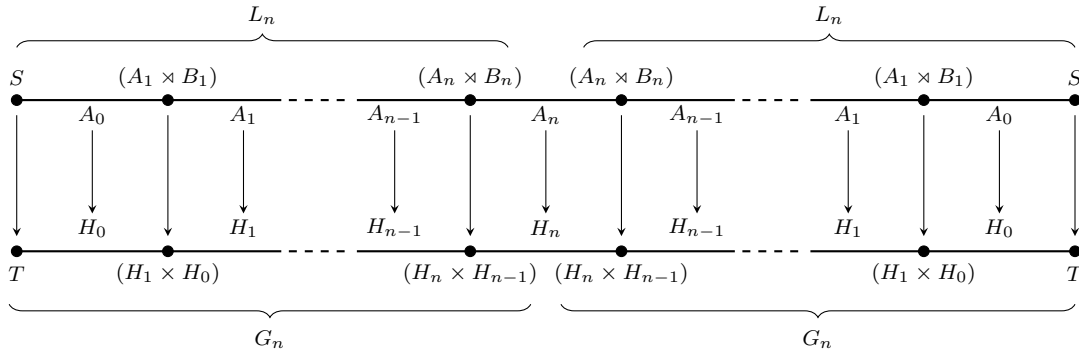 L_n L_n
S (A_1 ⋊ B_1) (A_n ⋊ B_n) (A_n ⋊ B_n) (A_1 ⋊ B_1) S
A_0 A_1 A_{n−1} A_n A_{n−1} A_1 A_0
H_0 H_1 H_{n−1} H_n H_{n−1} H_1 H_0
T (H_1 × H_0) (H_n × H_{n−1}) (H_n × H_{n−1}) (H_1 × H_0) T
G_n G_n